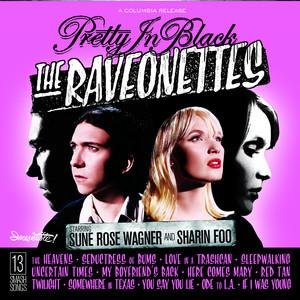 A COLUMBIA RELEASE
Pretty In Black
THE RAVEONETTES
STARRING
SUNE ROSE WAGNER AND SHARIN FOO
13
SMASH
SONGS
THE HEAVENS • SEDUCTRESS OF BUMS • LOVE IN A TRASHCAN • SLEEPWALKING
UNCERTAIN TIMES • MY BOYFRIEND'S BACK • HERE COMES MARY • RED TAN
TWILIGHT • SOMEWHERE IN TEXAS • YOU SAY YOU LIE • ODE TO L.A. • IF I WAS YOUNG